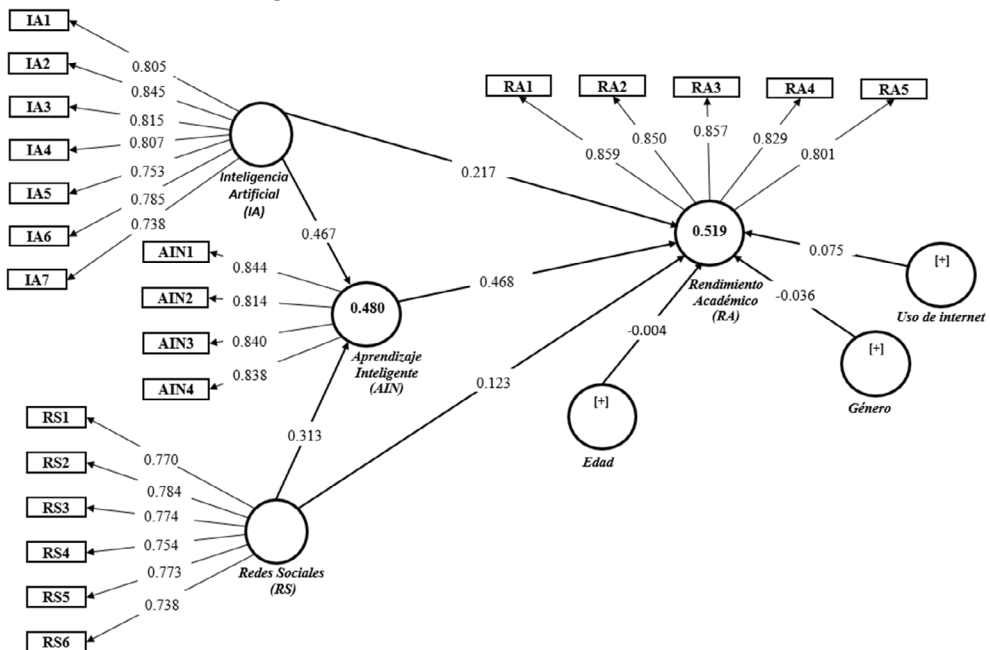 IA1
IA2
IA3
IA4
IA5
IA6
IA7
0.805
0.845
0.815
0.807
0.753
0.785
0.738
Inteligencia
Artificial
(IA)
0.217
0.467
AIN1
AIN2
AIN3
AIN4
0.844
0.814
0.840
0.838
0.480
Aprendizaje
Inteligente
(AIN)
0.468
RS1
RS2
RS3
RS4
RS5
RS6
0.770
0.784
0.774
0.754
0.773
0.738
Redes Sociales
(RS)
0.313
0.123
RA1
RA2
RA3
RA4
RA5
0.859
0.850
0.857
0.829
0.801
0.519
Rendimiento
Académico
(RA)
0.075
-0.036
-0.004
[+]
Uso de internet
[+]
Género
[+]
Edad